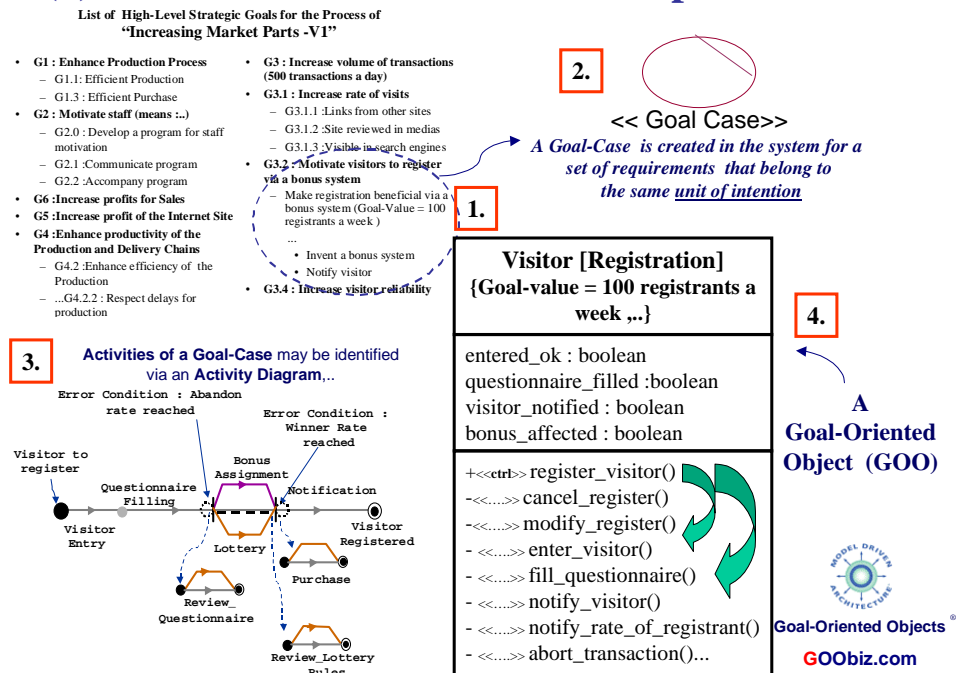 List of High-Level Strategic Goals for the Process of
“Increasing Market Parts -V1”
• G1 : Enhance Production Process
– G1.1: Efficient Production
– G1.3 : Efficient Purchase
• G2 : Motivate staff (means :..)
– G2.0 : Develop a program for staff
motivation
– G2.1 :Communicate program
– G2.2 :Accompany program
• G6 :Increase profits for Sales
• G5 :Increase profit of the Internet Site
• G4 :Enhance productivity of the
Production and Delivery Chains
– G4.2 :Enhance efficiency of the
Production
– ...G4.2.2 : Respect delays for
production
• G3 : Increase volume of transactions
(500 transactions a day)
• G3.1 : Increase rate of visits
– G3.1.1 :Links from other sites
– G3.1.2 :Site reviewed in medias
– G3.1.3 :Visible in search engines
• G3.2 : Motivate visitors to register
via a bonus system
– Make registration beneficial via a
bonus system (Goal-Value = 100
registrants a week )
...
• Invent a bonus system
• Notify visitor
• G3.4 : Increase visitor reliability
1.
2.
<< Goal Case>>
A Goal-Case is created in the system for a
set of requirements that belong to
the same unit of intention
3.
Activities of a Goal-Case may be identified
via an Activity Diagram,..
Error Condition : Abandon
rate reached
Error Condition :
Winner Rate
reached
Visitor to
register
Bonus
Assignment
Questionnaire
Filling
Notification
Visitor
Entry
Lottery
Visitor
Registered
Purchase
Review_
Questionnaire
Review_Lottery
Rules
Visitor [Registration]
{Goal-value = 100 registrants a
week ,..}
entered_ok : boolean
questionnaire_filled :boolean
visitor_notified : boolean
bonus_affected : boolean
+<<ctrl>> register_visitor()
-<<....>> cancel_register()
-<<....>> modify_register()
- <<....>> enter_visitor()
- <<....>> fill_questionnaire()
- <<....>> notify_visitor()
- <<....>> notify_rate_of_registrant()
- <<....>> abort_transaction()...
4.
A
Goal-Oriented
Object (GOO)
MODEL DRIVEN
ARCHITECTURE
Goal-Oriented Objects ®
GOObiz.com